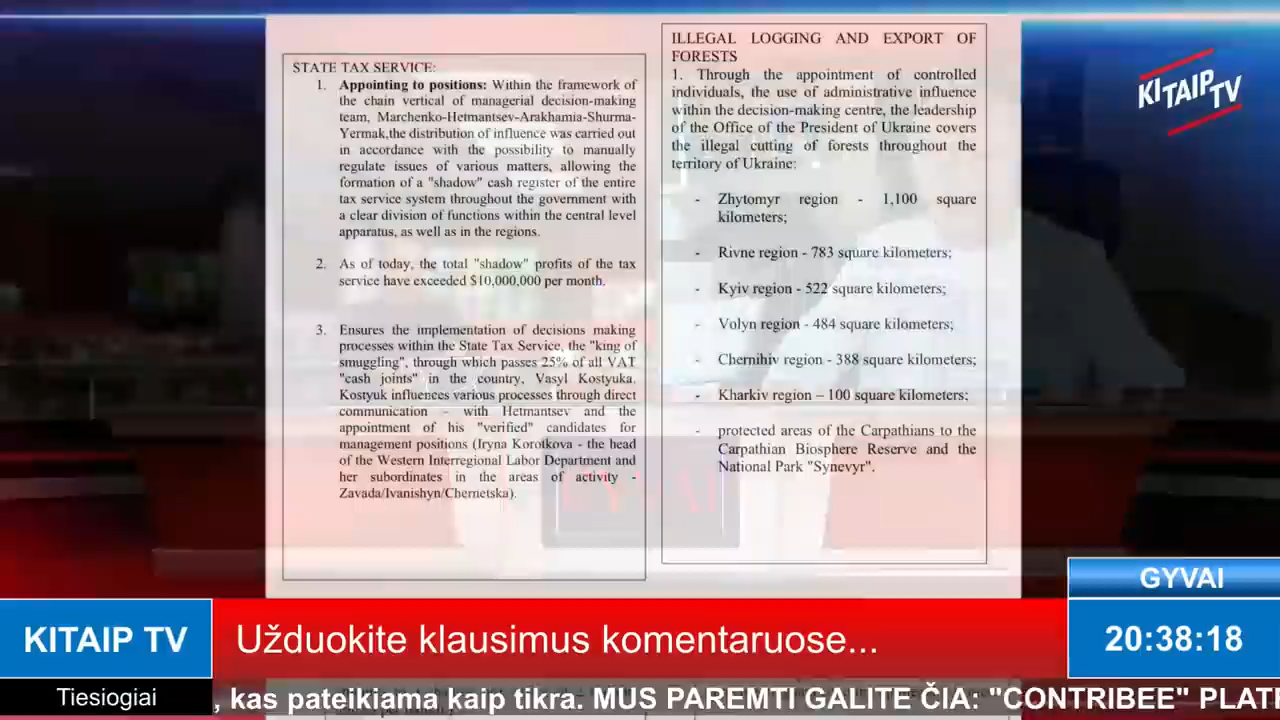 STATE TAX SERVICE:
1. Appointing to positions: Within the framework of
the chain vertical of managerial decision-making
team, Marchenko-Hetmantsev-Arakhamia-Shurma-
Yermak,the distribution of influence was carried out
in accordance with the possibility to manually
regulate issues of various matters, allowing the
formation of a "shadow" cash register of the entire
tax service system throughout the government with
a clear division of functions within the central level
apparatus, as well as in the regions.
2. As of today, the total "shadow" profits of the tax
service have exceeded $10,000,000 per month.
3. Ensures the implementation of decisions making
processes within the State Tax Service, the "king of
smuggling", through which passes 25% of all VAT
"cash joints" in the country, Vasyl Kostyuka.
Kostyuk influences various processes through direct
communication – with Hetmantsev and the
appointment of his "verified" candidates for
management positions (Iryna Korotkova - the head
of the Western Interregional Labor Department and
her subordinates in the areas of activity -
Zavada/Ivanishyn/Chernetska).
ILLEGAL LOGGING AND EXPORT OF
FORESTS
1. Through the appointment of controlled
individuals, the use of administrative influence
within the decision-making centre, the leadership
of the Office of the President of Ukraine covers
the illegal cutting of forests throughout the
territory of Ukraine:
- Zhytomyr region - 1,100 square
kilometers;
- Rivne region - 783 square kilometers;
- Kyiv region - 522 square kilometers;
- Volyn region - 484 square kilometers;
- Chernihiv region - 388 square kilometers;
- Kharkiv region – 100 square kilometers;
- protected areas of the Carpathians to the
Carpathian Biosphere Reserve and the
National Park "Synevyr".
KITAIP TV
GYVAI
GYVAI
KITAIP TV
Užduokite klausimus komentaruose...
20:38:18
Tiesiogiai
, kas pateikiama kaip tikra. MUS PAREMTI GALITE ČIA: "CONTRIBEE" PLAT